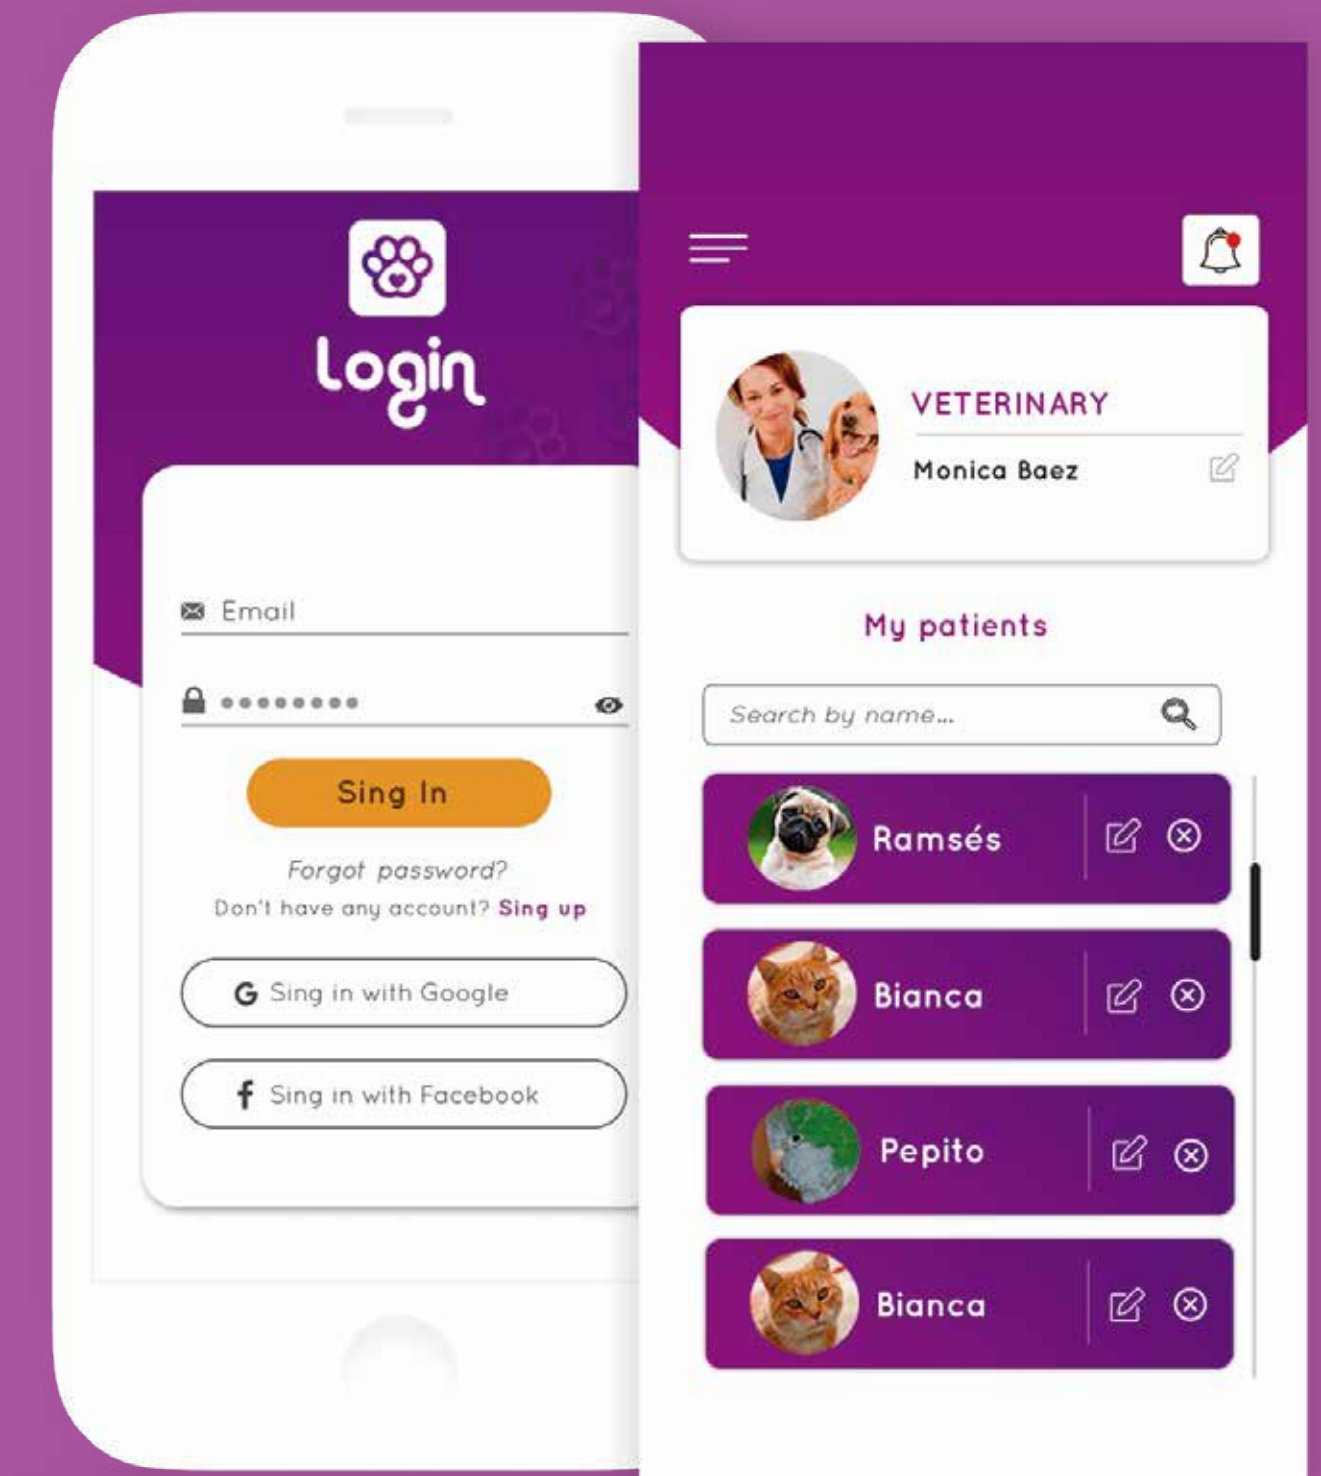 Login
Email
Sing In
Forgot password?
Don't have any account? Sing up
G Sing in with Google
f Sing in with Facebook
VETERINARY
Monica Baez
My patients
Search by name...
Ramsés
Bianca
Pepito
Bianca